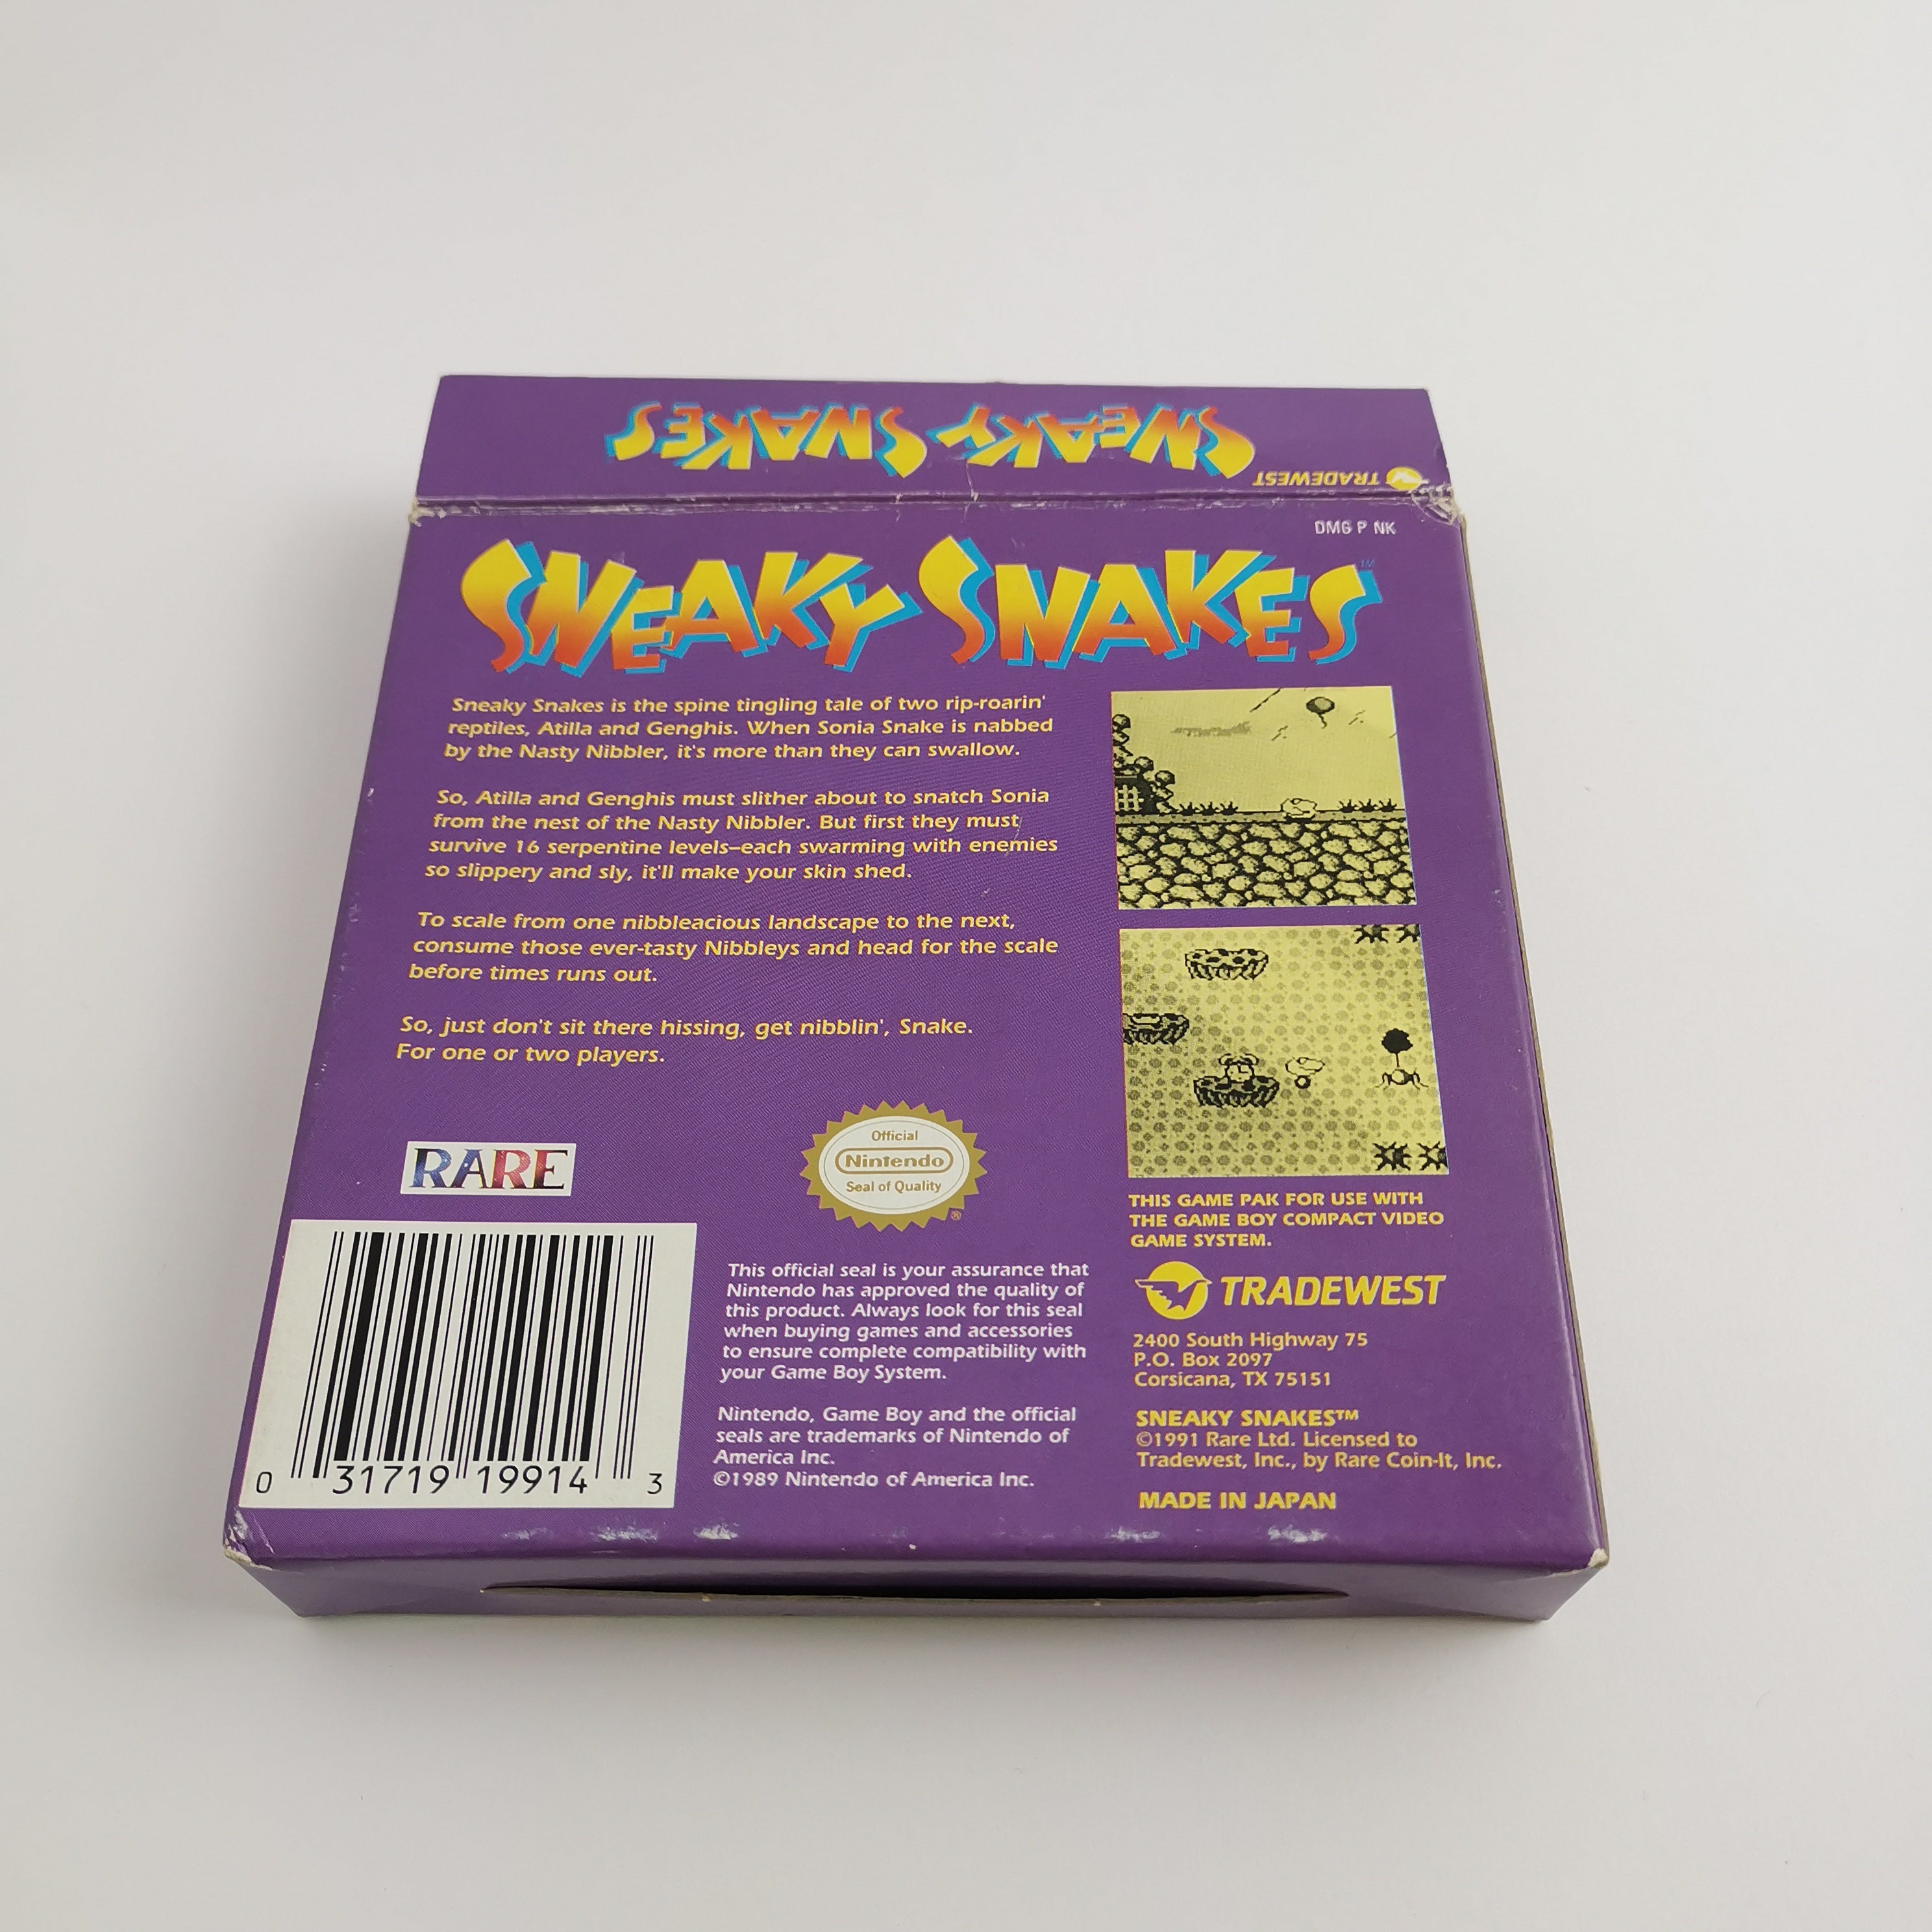 SNEAKY SNAKES
TRADEWEST
DMG P NK
SNEAKY SNAKES™
Sneaky Snakes is the spine tingling tale of two rip-roarin'
reptiles, Atilla and Genghis. When Sonia Snake is nabbed
by the Nasty Nibbler, it's more than they can swallow.
So, Atilla and Genghis must slither about to snatch Sonia
from the nest of the Nasty Nibbler. But first they must
survive 16 serpentine levels–each swarming with enemies
so slippery and sly, it'll make your skin shed.
To scale from one nibbleacious landscape to the next,
consume those ever-tasty Nibbleys and head for the scale
before times runs out.
So, just don't sit there hissing, get nibblin', Snake.
For one or two players.
RARE
0 31719 19914 3
Official
Nintendo
Seal of Quality
®
This official seal is your assurance that
Nintendo has approved the quality of
this product. Always look for this seal
when buying games and accessories
to ensure complete compatibility with
your Game Boy System.
Nintendo, Game Boy and the official
seals are trademarks of Nintendo of
America Inc.
©1989 Nintendo of America Inc.
THIS GAME PAK FOR USE WITH
THE GAME BOY COMPACT VIDEO
GAME SYSTEM.
TRADEWEST
2400 South Highway 75
P.O. Box 2097
Corsicana, TX 75151
SNEAKY SNAKES™
©1991 Rare Ltd. Licensed to
Tradewest, Inc., by Rare Coin-It, Inc.
MADE IN JAPAN